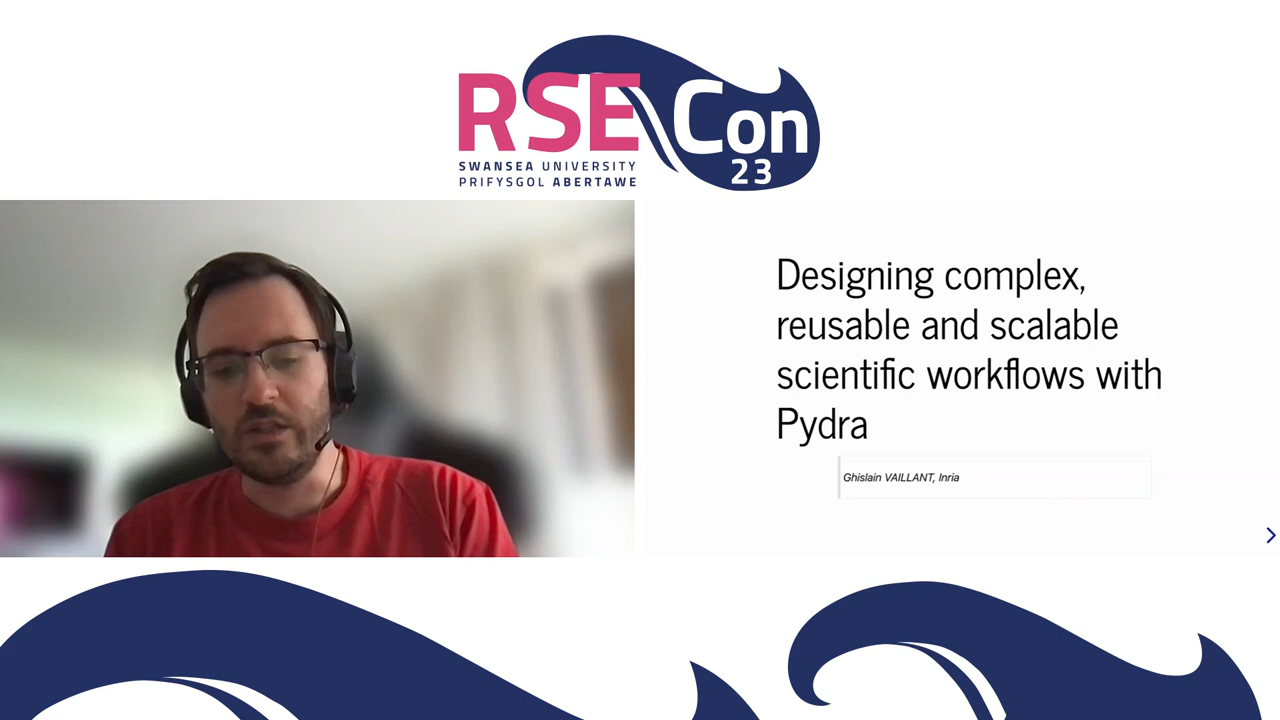 RSE Con
23
SWANSEA UNIVERSITY
PRIFYSGOL ABERTAWE
Designing complex,
reusable and scalable
scientific workflows with
Pydra
Ghislain VAILLANT, Inria